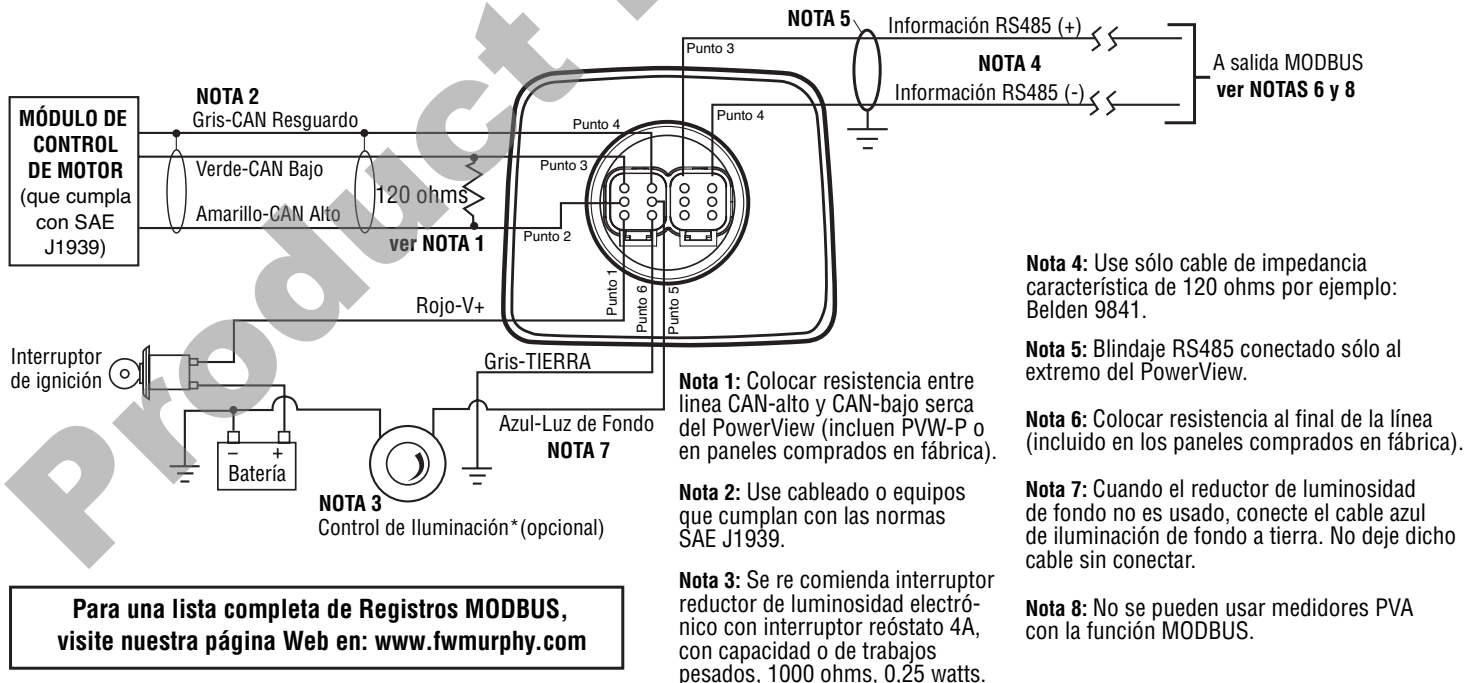 NOTA 5
Información RS485 (+)
Punto 3
NOTA 4
A salida MODBUS
ver NOTAS 6 y 8
Información RS485 (-)
Punto 4
MÓDULO DE
CONTROL
DE MOTOR
(que cumpla
con SAE
J1939)
NOTA 2
Gris-CAN Resguardo
Punto 4
Verde-CAN Bajo
Punto 3
120 ohms
Amarillo-CAN Alto
ver NOTA 1
Punto 2
Punto 1
Punto 6
Punto 5
Rojo-V+
Interruptor
de ignición
Gris-TIERRA
Azul-Luz de Fondo
NOTA 7
– +
Batería
NOTA 3
Control de Iluminación*(opcional)
Para una lista completa de Registros MODBUS,
visite nuestra página Web en: www.fwmurphy.com
Nota 1: Colocar resistencia entre
linea CAN-alto y CAN-bajo serca
del PowerView (incluen PVW-P o
en paneles comprados en fábrica).
Nota 2: Use cableado o equipos
que cumplan con las normas
SAE J1939.
Nota 3: Se re comienda interruptor
reductor de luminosidad electró-
nico con interruptor reóstato 4A,
con capacidad o de trabajos
pesados, 1000 ohms, 0,25 watts.
Nota 4: Use sólo cable de impedancia
característica de 120 ohms por ejemplo:
Belden 9841.
Nota 5: Blindaje RS485 conectado sólo al
extremo del PowerView.
Nota 6: Colocar resistencia al final de la línea
(incluido en los paneles comprados en fábrica).
Nota 7: Cuando el reductor de luminosidad
de fondo no es usado, conecte el cable azul
de iluminación de fondo a tierra. No deje dicho
cable sin conectar.
Nota 8: No se pueden usar medidores PVA
con la función MODBUS.
Product